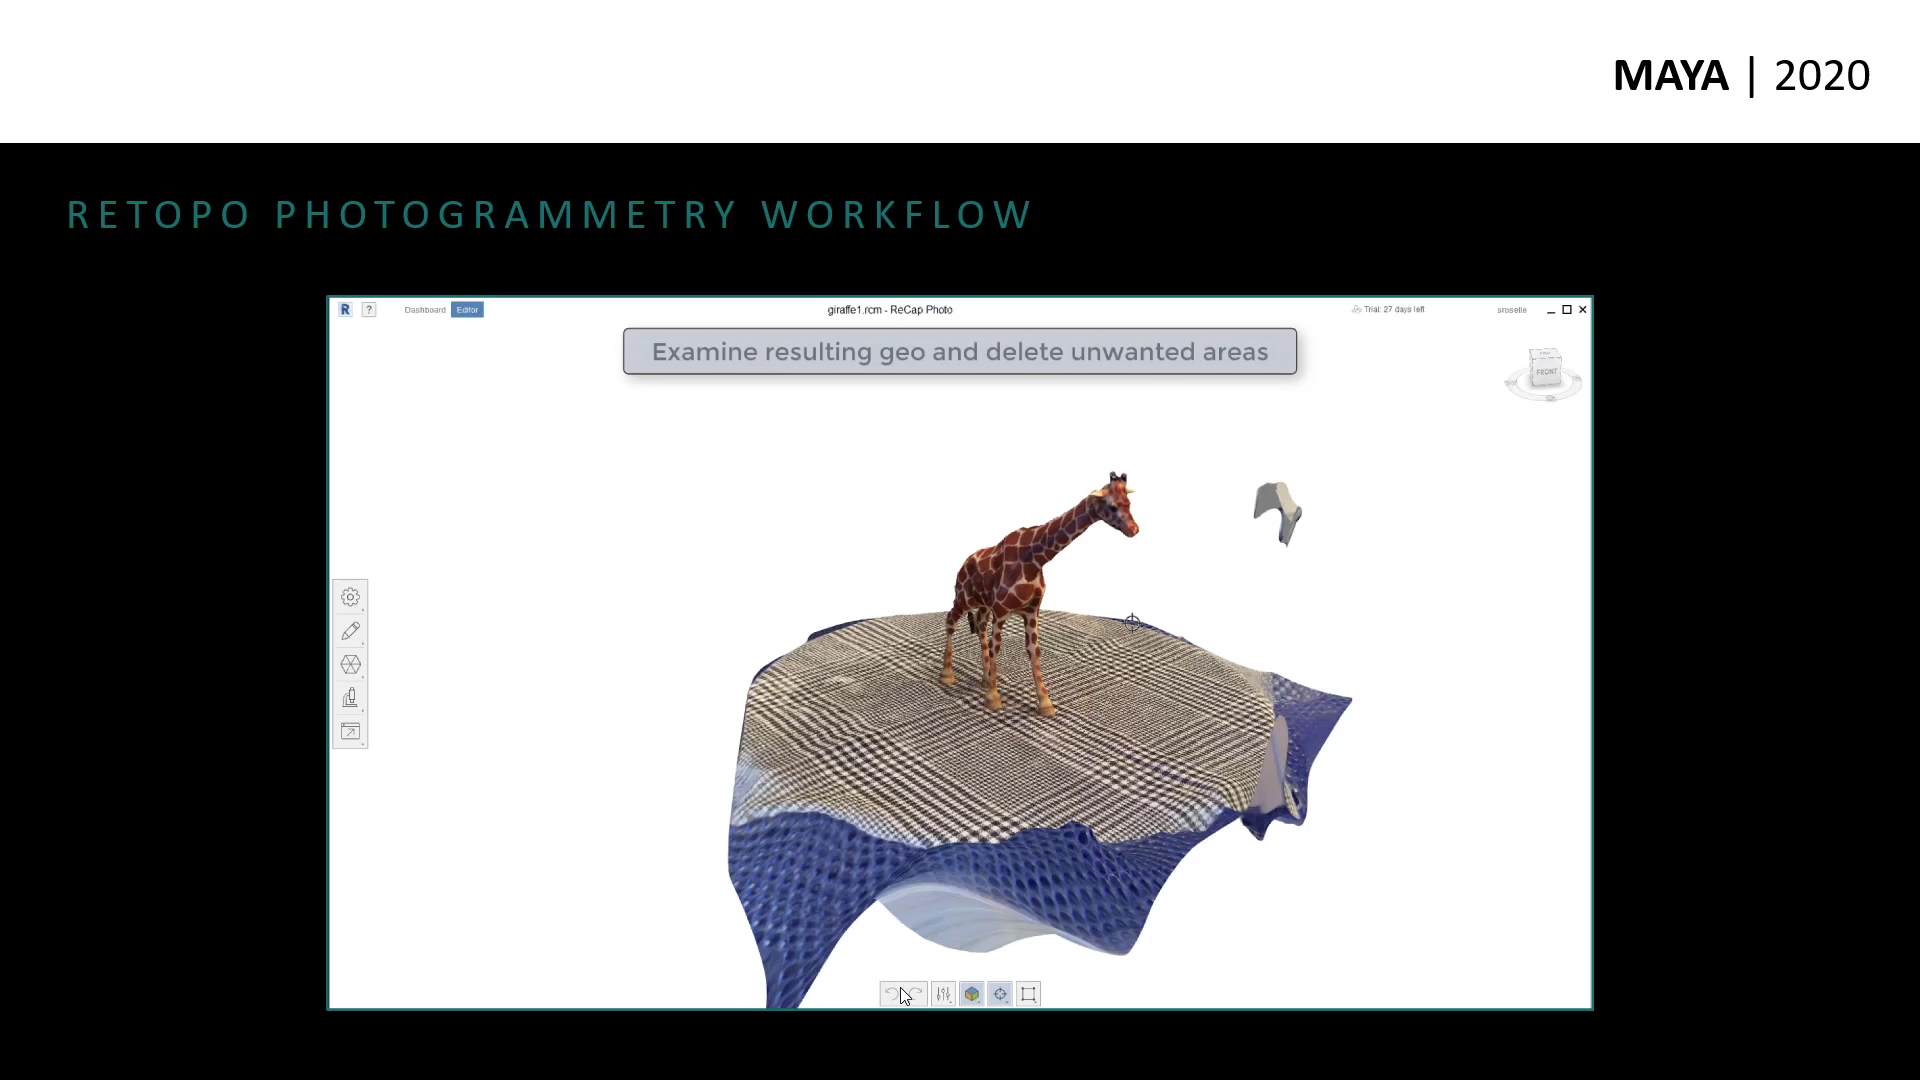 MAYA | 2020
RETOPO PHOTOGRAMMETRY WORKFLOW
R ? Dashboard Editor giraffe1.rcm - ReCap Photo Trial: 27 days left sroselle
Examine resulting geo and delete unwanted areas
FRONT